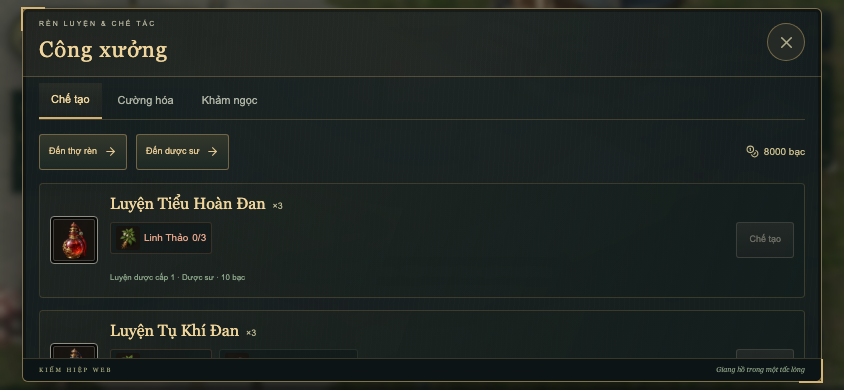 RÈN LUYỆN & CHẾ TÁC
Công xưởng
Chế tạo
Cường hóa
Khảm ngọc
Đến thợ rèn →
Đến dược sư →
8000 bạc
Luyện Tiểu Hoàn Đan ×3
Linh Thảo 0/3
Chế tạo
Luyện dược cấp 1 · Dược sư · 10 bạc
Luyện Tụ Khí Đan ×3
KIẾM HIỆP WEB
Giang hồ trong một tấc lòng